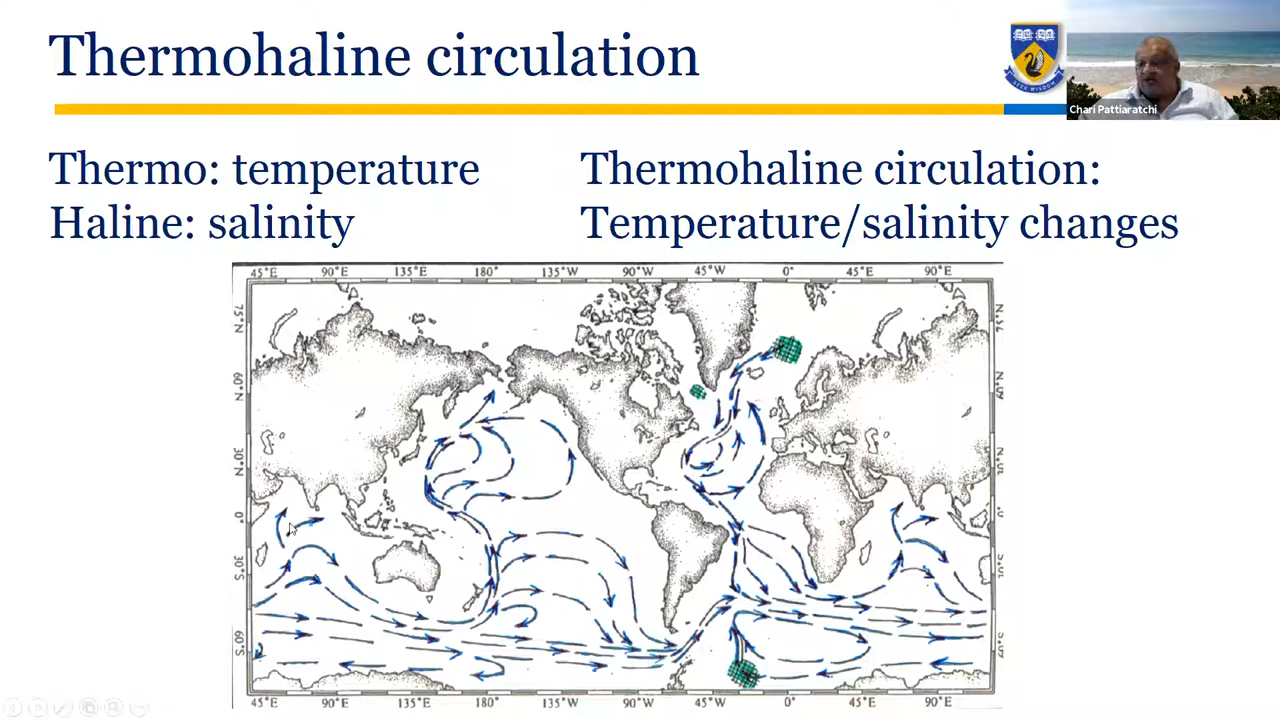 Thermohaline circulation
SEEK WISDOM
Chari Pattiaratchi
Thermo: temperature
Haline: salinity
Thermohaline circulation:
Temperature/salinity changes
45°E 90°E 135°E 180° 135°W 90°W 45°W 0° 45°E 90°E
75°N
60°N
30°N
0°
30°S
60°S
45°E 90°E 135°E 180° 135°W 90°W 45°W 0° 45°E 90°E